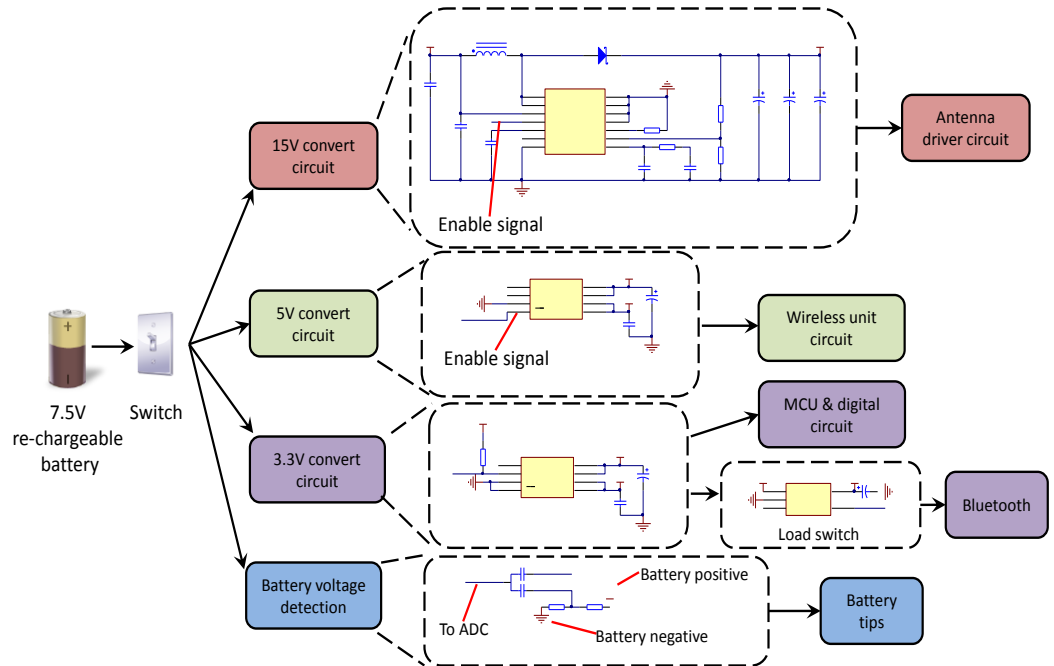 15V convert
circuit
Enable signal
Antenna
driver circuit
5V convert
circuit
Enable signal
Wireless unit
circuit
7.5V
re-chargeable
battery
Switch
3.3V convert
circuit
MCU & digital
circuit
Load switch
Bluetooth
Battery voltage
detection
To ADC
Battery positive
Battery negative
Battery
tips